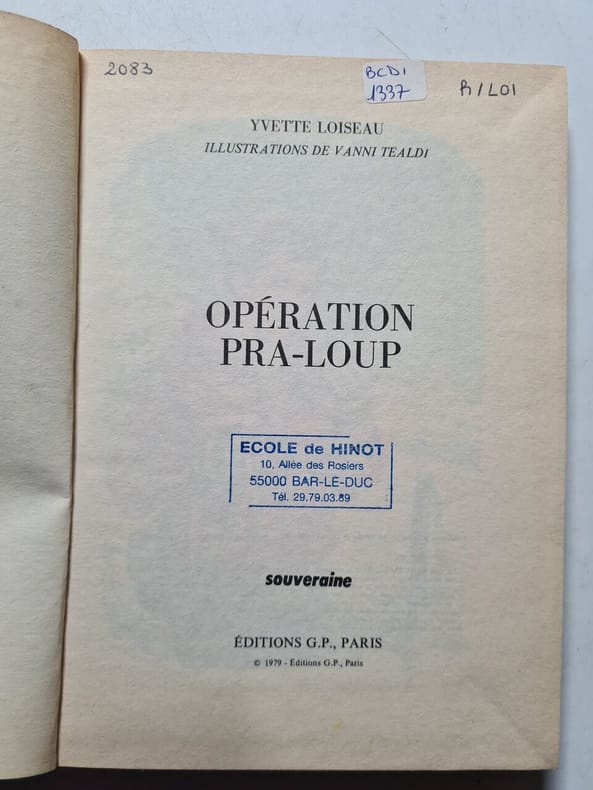 2083
BCD1
1337
R/LOI
YVETTE LOISEAU
ILLUSTRATIONS DE VANNI TEALDI
OPÉRATION
PRA-LOUP
ECOLE de HINOT
10, Allée des Rosiers
55000 BAR-LE-DUC
Tél. 29.79.03.89
souveraine
ÉDITIONS G.P., PARIS
© 1979 - Éditions G.P., Paris